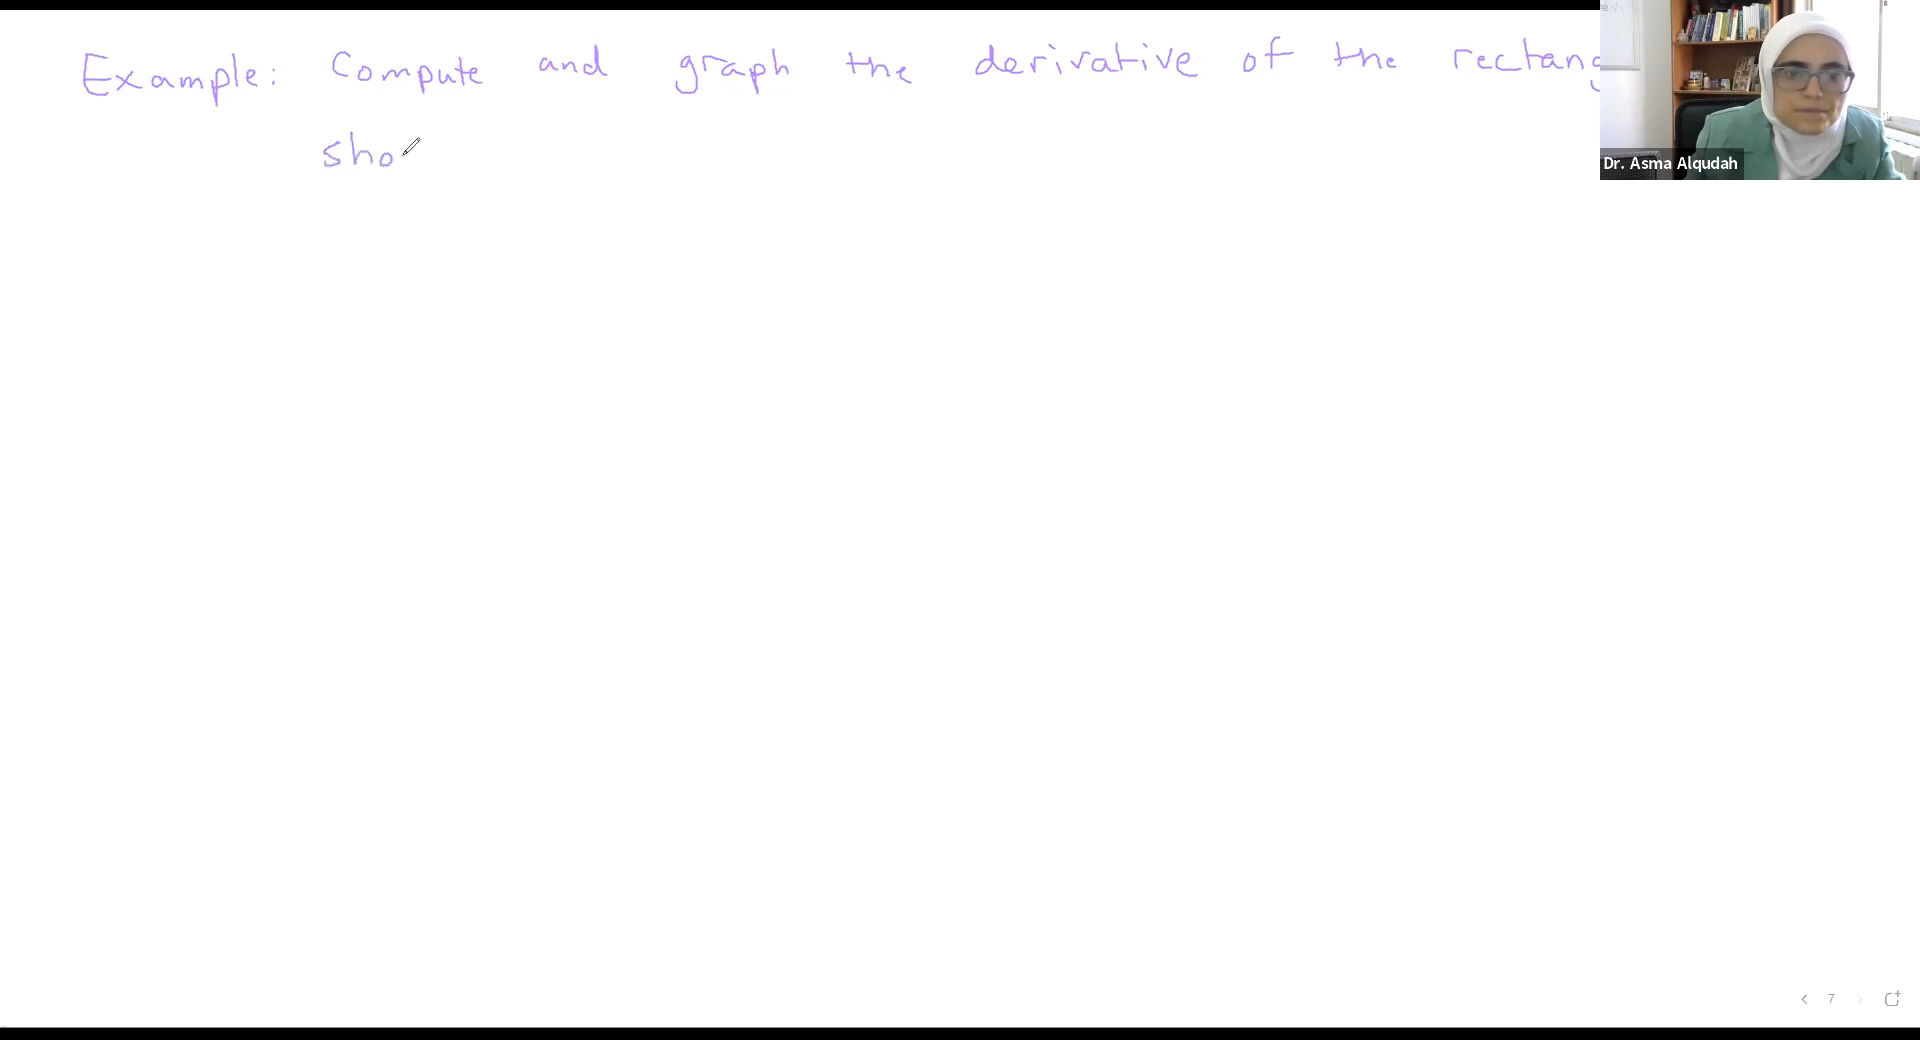 Example: Compute and graph the derivative of the rectang
sho
Dr. Asma Alqudah
7